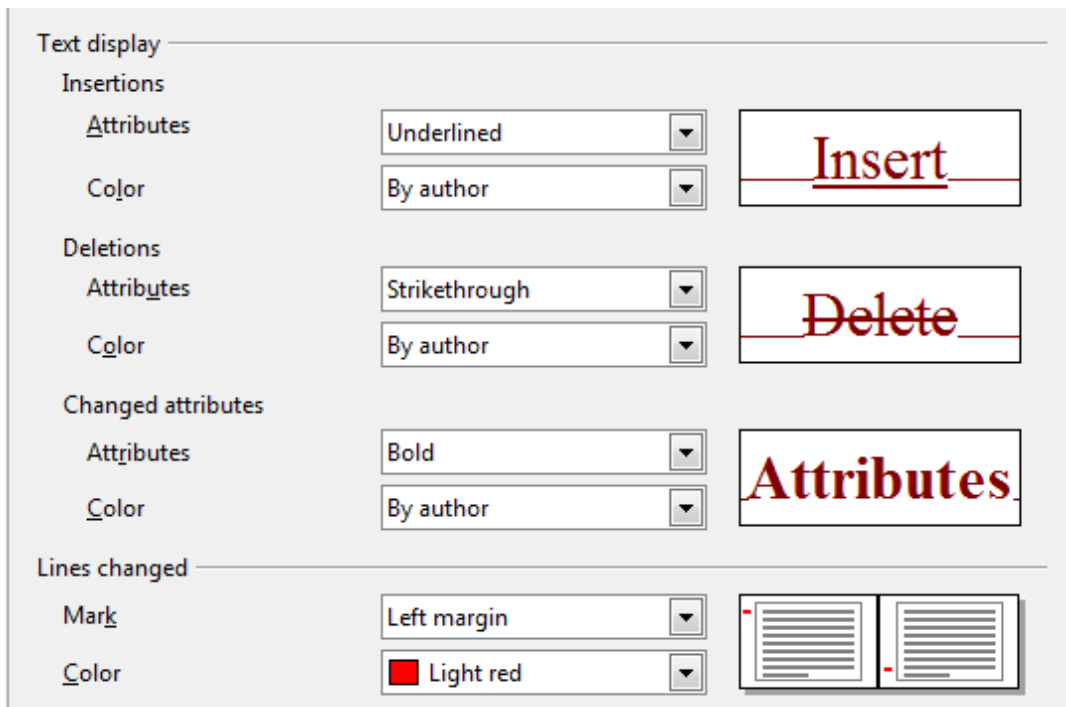 Text display
Insertions
Attributes Underlined Insert
Color By author
Deletions
Attributes Strikethrough Delete
Color By author
Changed attributes
Attributes Bold Attributes
Color By author
Lines changed
Mark Left margin
Color Light red